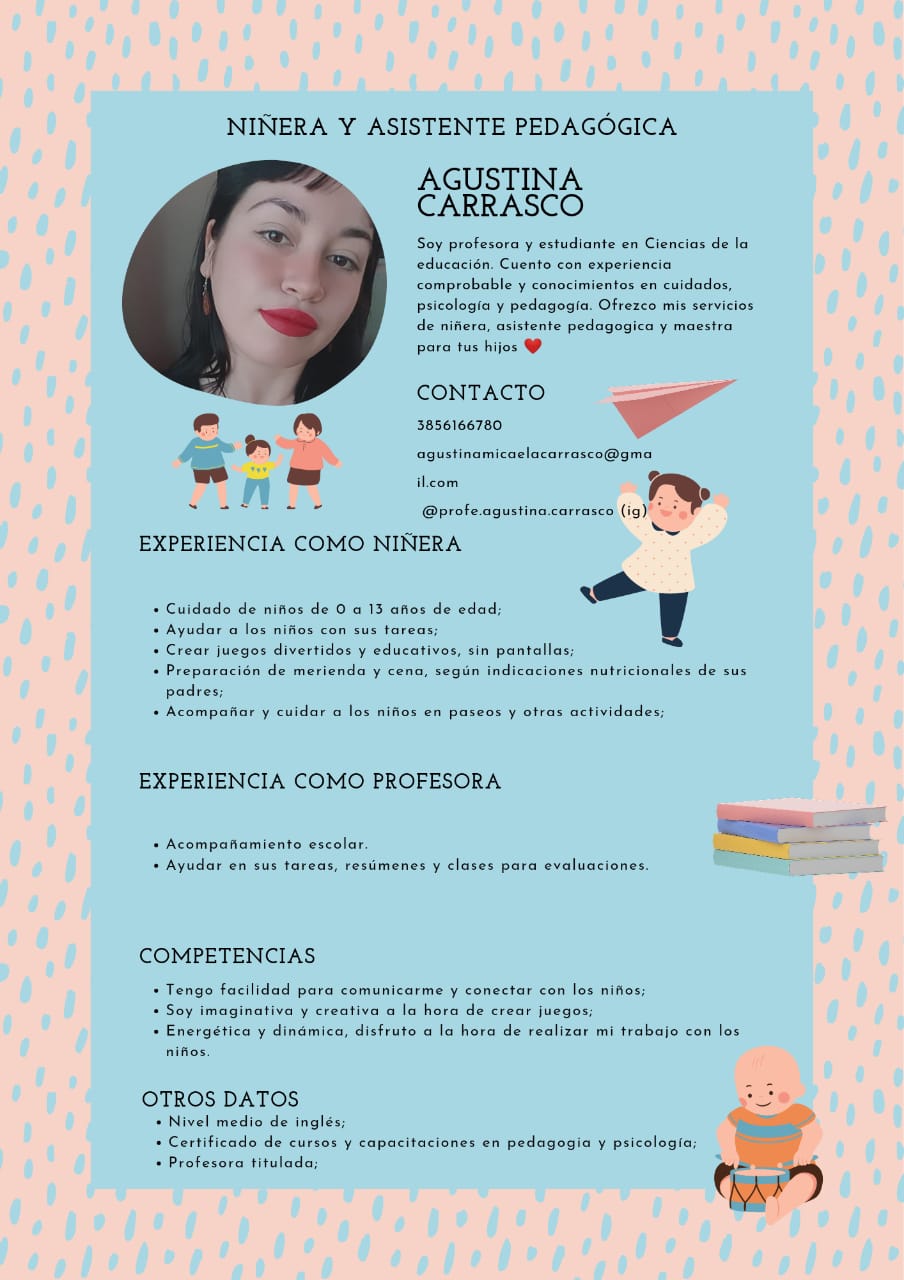 NIÑERA Y ASISTENTE PEDAGÓGICA
AGUSTINA
CARRASCO
Soy profesora y estudiante en Ciencias de la
educación. Cuento con experiencia
comprobable y conocimientos en cuidados,
psicología y pedagogía. Ofrezco mis servicios
de niñera, asistente pedagogica y maestra
para tus hijos ❤️
CONTACTO
3856166780
agustinamicaelacarrasco@gma
il.com
@profe.agustina.carrasco (ig)
EXPERIENCIA COMO NIÑERA
• Cuidado de niños de 0 a 13 años de edad;
• Ayudar a los niños con sus tareas;
• Crear juegos divertidos y educativos, sin pantallas;
• Preparación de merienda y cena, según indicaciones nutricionales de sus
padres;
• Acompañar y cuidar a los niños en paseos y otras actividades;
EXPERIENCIA COMO PROFESORA
• Acompañamiento escolar.
• Ayudar en sus tareas, resúmenes y clases para evaluaciones.
COMPETENCIAS
• Tengo facilidad para comunicarme y conectar con los niños;
• Soy imaginativa y creativa a la hora de crear juegos;
• Energética y dinámica, disfruto a la hora de realizar mi trabajo con los
niños.
OTROS DATOS
• Nivel medio de inglés;
• Certificado de cursos y capacitaciones en pedagogia y psicología;
• Profesora titulada;